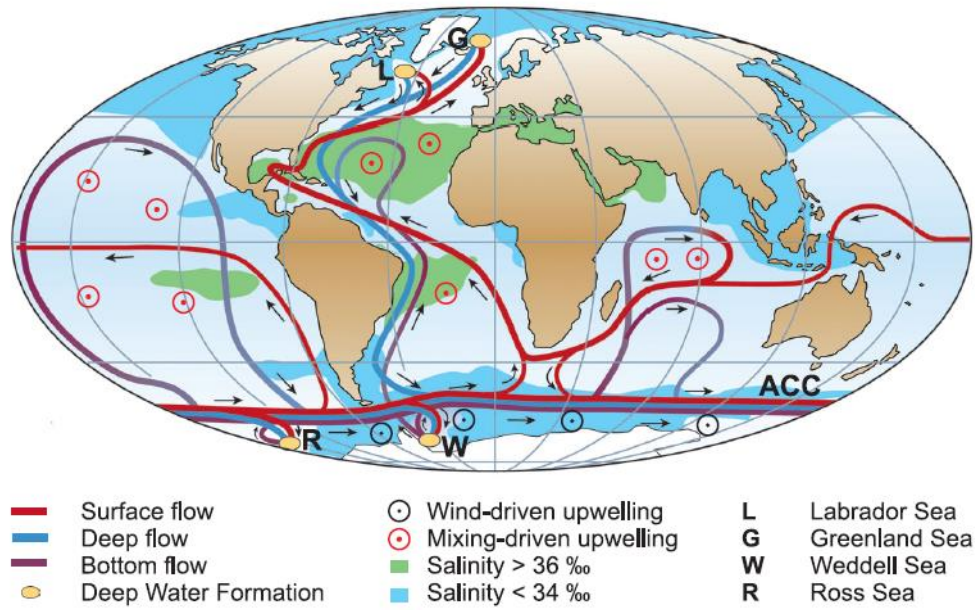 G
L
ACC
R
W
Surface flow
Deep flow
Bottom flow
Deep Water Formation
Wind-driven upwelling
Mixing-driven upwelling
Salinity > 36 ‰
Salinity < 34 ‰
L Labrador Sea
G Greenland Sea
W Weddell Sea
R Ross Sea